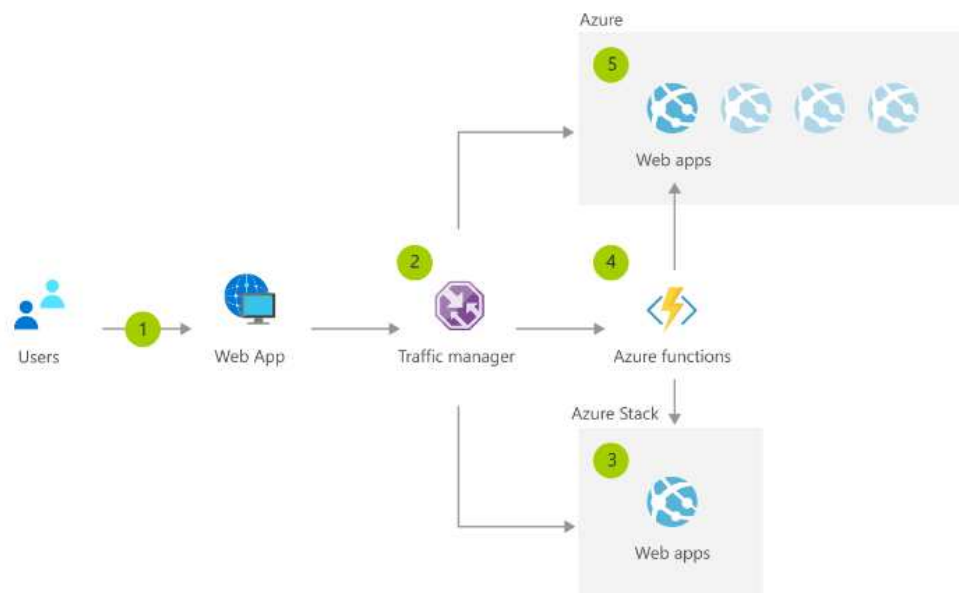 Azure
5
Web apps
2
4
1
Users
Web App
Traffic manager
Azure functions
Azure Stack
3
Web apps